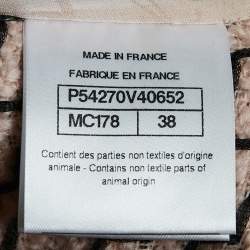 MADE IN FRANCE
FABRIQUE EN FRANCE
P54270V40652
MC178 38
Contient des parties non textiles d'origine
animale - Contains non textile parts of
animal origin